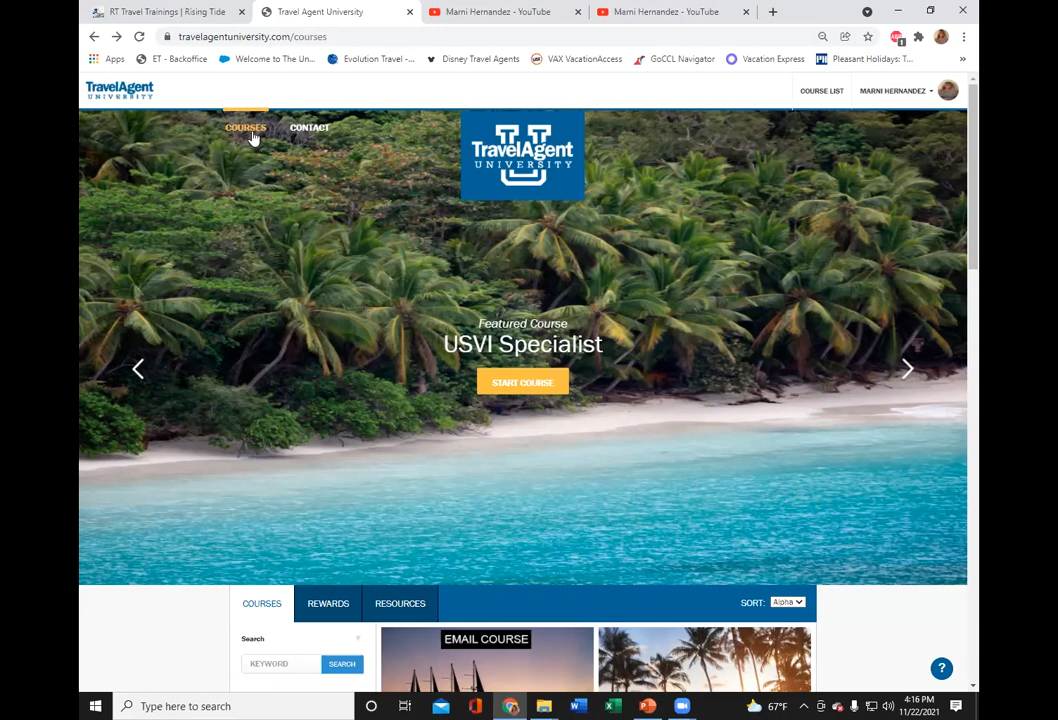 RT Travel Trainings | Rising Tide
Travel Agent University
Marni Hernandez - YouTube
Marni Hernandez - YouTube
travelagentuniversity.com/courses
ABP
1
Apps
ET - Backoffice
Welcome to The Un...
Evolution Travel -...
Disney Travel Agents
VAX VacationAccess
GoCCL Navigator
Vacation Express
PH
Pleasant Holidays: T...
»
TravelAgent
UNIVERSITY
COURSE LIST
MARNI HERNANDEZ
COURSES
CONTACT
U
TravelAgent
UNIVERSITY
Featured Course
USVI Specialist
START COURSE
COURSES
REWARDS
RESOURCES
SORT:
Alpha
Search
KEYWORD
SEARCH
EMAIL COURSE
?
Type here to search
67°F
4:16 PM
11/22/2021